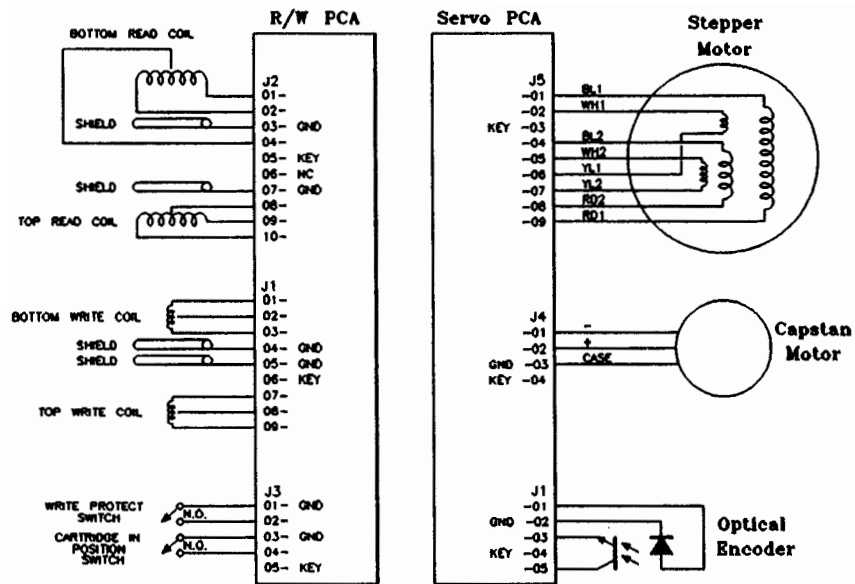 R/W PCA
BOTTOM READ COIL
J2
01-
02-
SHIELD 03- GND
04-
05- KEY
06- NC
SHIELD 07- GND
08-
TOP READ COIL 09-
10-
J1
01-
BOTTOM WRITE COIL 02-
03-
SHIELD 04- GND
SHIELD 05- GND
06- KEY
07-
TOP WRITE COIL 08-
09-
J3
WRITE PROTECT 01- GND
SWITCH N.O. 02-
CARTRIDGE IN 03- GND
POSITION N.O. 04-
SWITCH 05- KEY
Servo PCA
Stepper
Motor
J5
-01 BL1
-02 WH1
KEY -03
-04 BL2
-05 WH2
-06 YL1
-07 YL2
-08 RD2
-09 RD1
J4
-01 -
-02 +
GND -03 CASE
KEY -04
Capstan
Motor
J1
-01
GND -02
-03
KEY -04
-05
Optical
Encoder